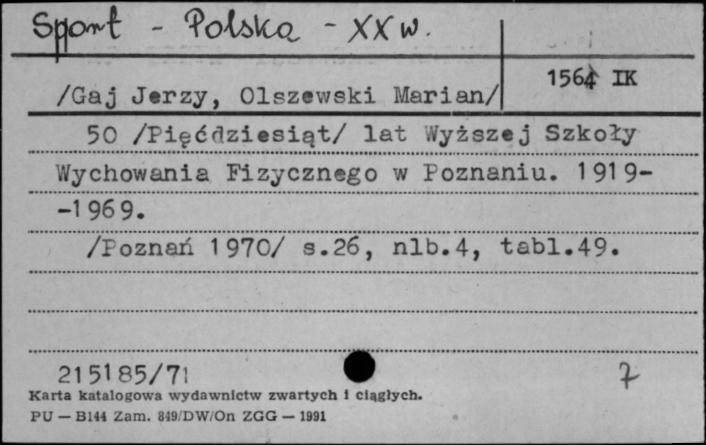 Sport - Polska - XX w.
1564 IK
/Gaj Jerzy, Olszewski Marian/
50 /Pięćdziesiąt/ lat Wyższej Szkoły
Wychowania Fizycznego w Poznaniu. 1919-
-1969.
/Poznań 1970/ s.26, nlb.4, tabl.49.
215185/71
7
Karta katalogowa wydawnictw zwartych i ciągłych.
PU — B144 Zam. 849/DW/On ZGG — 1991